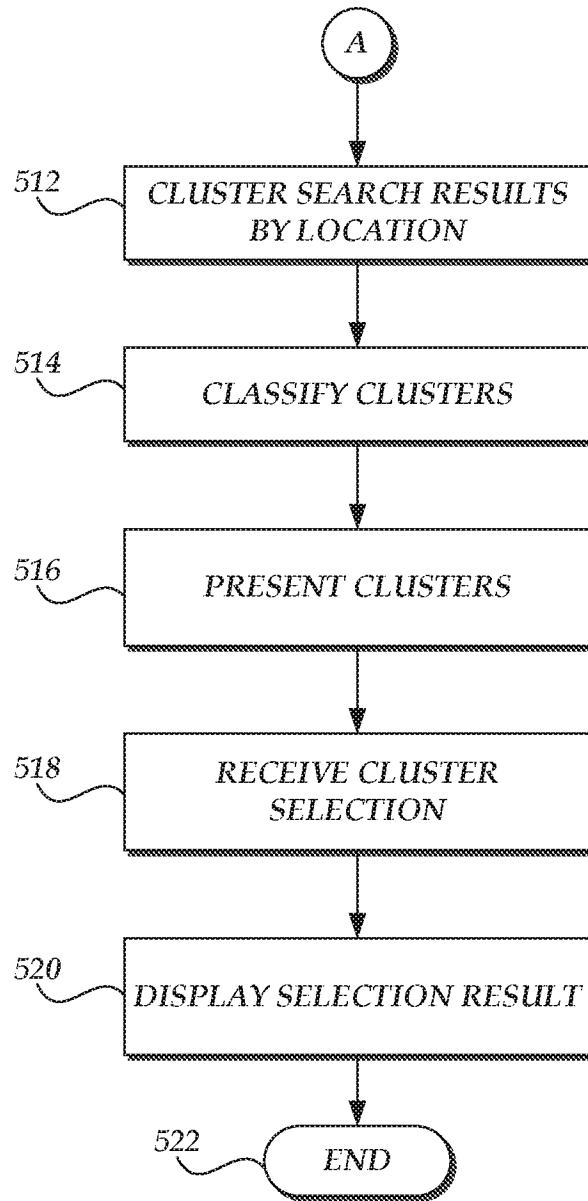 A
512
CLUSTER SEARCH RESULTS
BY LOCATION
514
CLASSIFY CLUSTERS
516
PRESENT CLUSTERS
518
RECEIVE CLUSTER
SELECTION
520
DISPLAY SELECTION RESULT
522
END